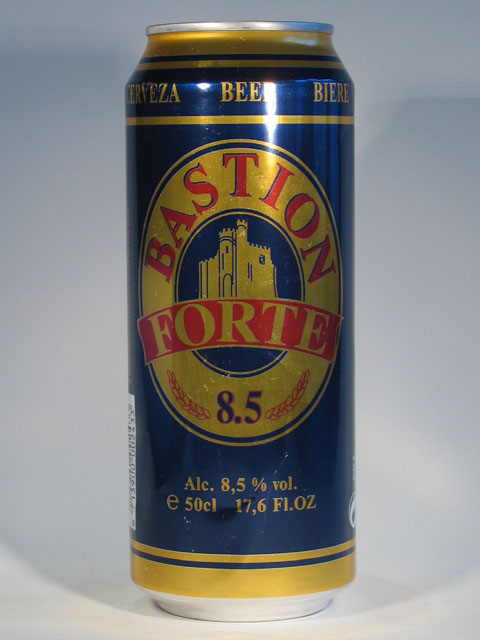 CERVEZA BEER BIERE
BASTION
FORTE
8.5
Alc. 8,5 % vol.
e 50cl 17,6 Fl.OZ